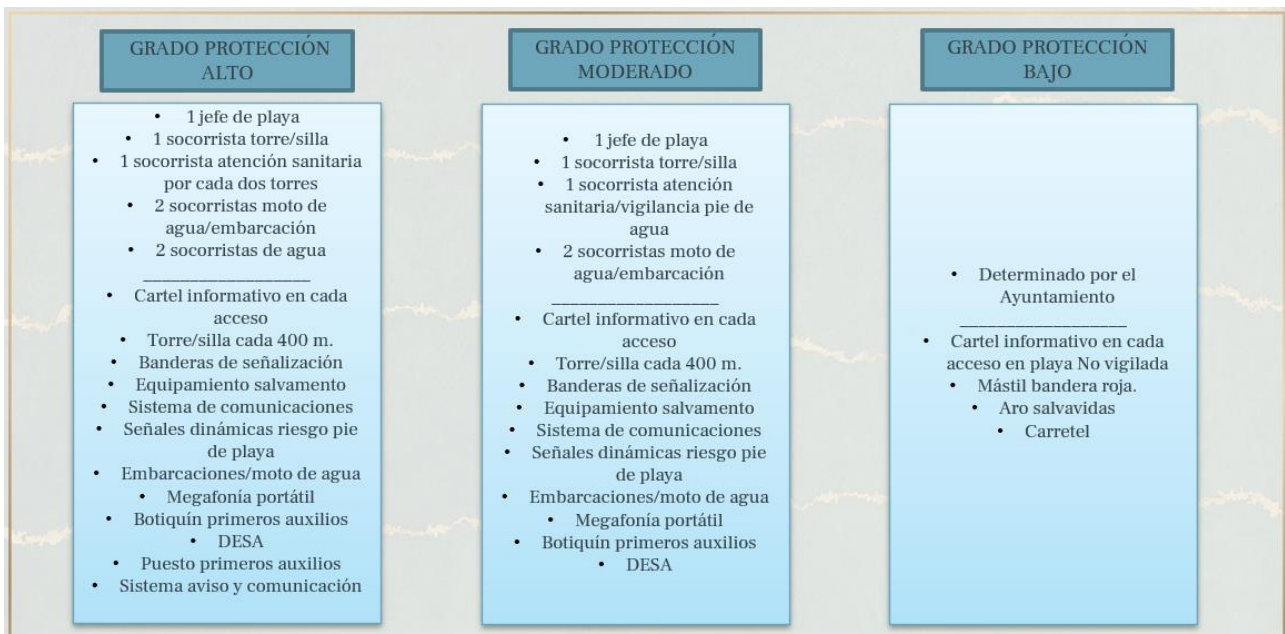 GRADO PROTECCIÓN
ALTO
• 1 jefe de playa
• 1 socorrista torre/silla
• 1 socorrista atención sanitaria
por cada dos torres
• 2 socorristas moto de
agua/embarcación
• 2 socorristas de agua
___________________
• Cartel informativo en cada
acceso
• Torre/silla cada 400 m.
• Banderas de señalización
• Equipamiento salvamento
• Sistema de comunicaciones
• Señales dinámicas riesgo pie
de playa
• Embarcaciones/moto de agua
• Megafonía portátil
• Botiquín primeros auxilios
• DESA
• Puesto primeros auxilios
• Sistema aviso y comunicación
GRADO PROTECCIÓN
MODERADO
• 1 jefe de playa
• 1 socorrista torre/silla
• 1 socorrista atención
sanitaria/vigilancia pie de
agua
• 2 socorristas moto de
agua/embarcación
___________________
• Cartel informativo en cada
acceso
• Torre/silla cada 400 m.
• Banderas de señalización
• Equipamiento salvamento
• Sistema de comunicaciones
• Señales dinámicas riesgo pie
de playa
• Embarcaciones/moto de agua
• Megafonía portátil
• Botiquín primeros auxilios
• DESA
GRADO PROTECCIÓN
BAJO
• Determinado por el
Ayuntamiento
___________________
• Cartel informativo en cada
acceso en playa No vigilada
• Mástil bandera roja.
• Aro salvavidas
• Carretel